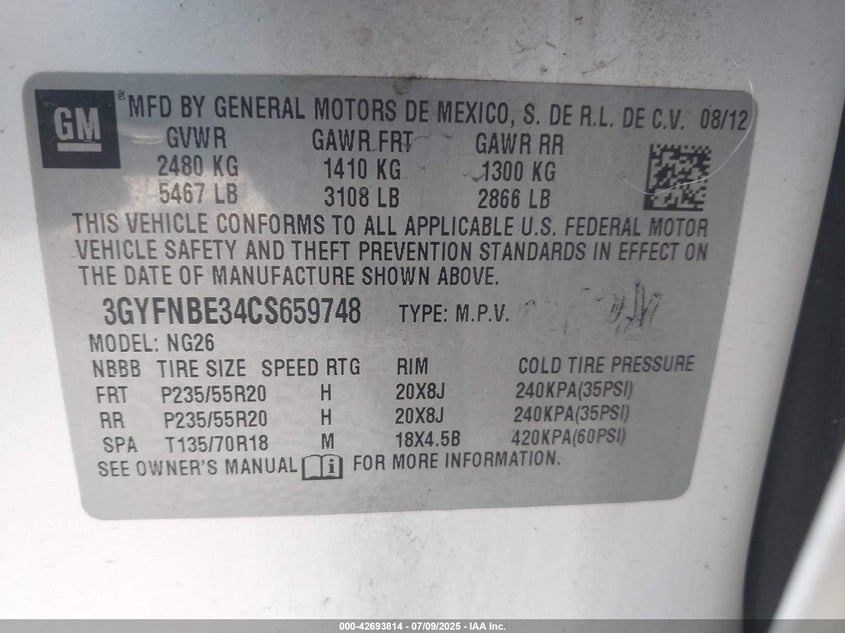 GM ® MFD BY GENERAL MOTORS DE MEXICO, S. DE R.L. DE C.V. 08/12
GVWR GAWR FRT GAWR RR
2480 KG 1410 KG 1300 KG
5467 LB 3108 LB 2866 LB
THIS VEHICLE CONFORMS TO ALL APPLICABLE U.S. FEDERAL MOTOR
VEHICLE SAFETY AND THEFT PREVENTION STANDARDS IN EFFECT ON
THE DATE OF MANUFACTURE SHOWN ABOVE.
3GYFNBE34CS659748 TYPE: M.P.V.
MODEL: NG26
NBBB TIRE SIZE SPEED RTG RIM COLD TIRE PRESSURE
FRT P235/55R20 H 20X8J 240KPA(35PSI)
RR P235/55R20 H 20X8J 240KPA(35PSI)
SPA T135/70R18 M 18X4.5B 420KPA(60PSI)
SEE OWNER'S MANUAL FOR MORE INFORMATION.
000-42693814 / 07/09/2025 - IAA Inc.